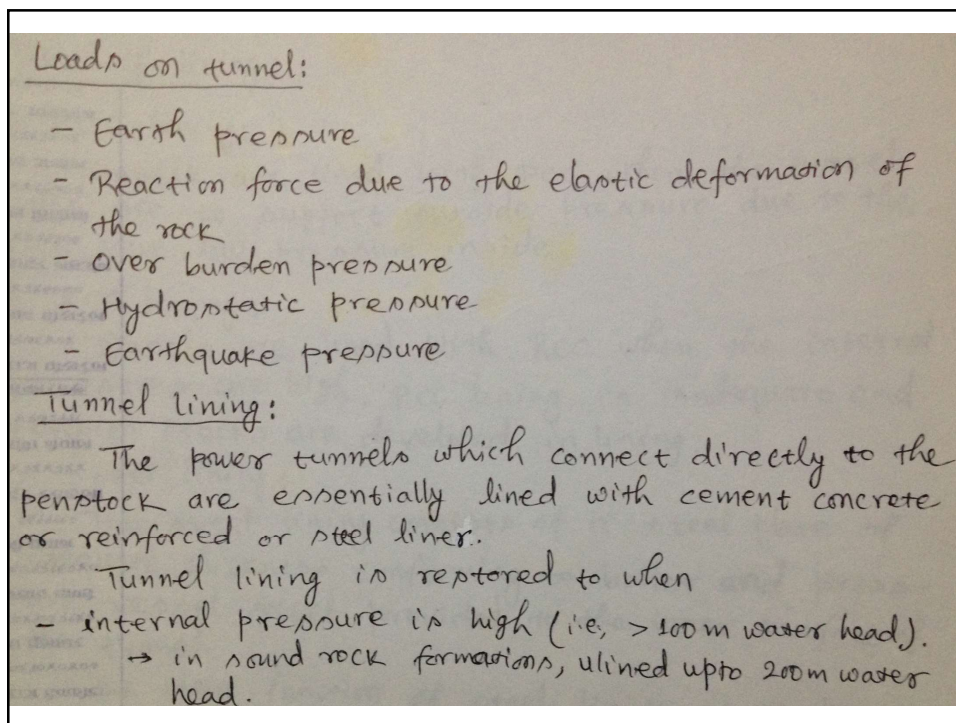 Loads on tunnel:
- Earth pressure
- Reaction force due to the elastic deformation of
the rock
- Over burden pressure
- Hydrostatic pressure
- Earthquake pressure
Tunnel lining:
The power tunnels which connect directly to the
penstock are essentially lined with cement concrete
or reinforced or steel liner.
Tunnel lining is restored to when
- internal pressure is high (i.e, > 100m water head).
→ in sound rock formations, ulined upto 200m water
head.